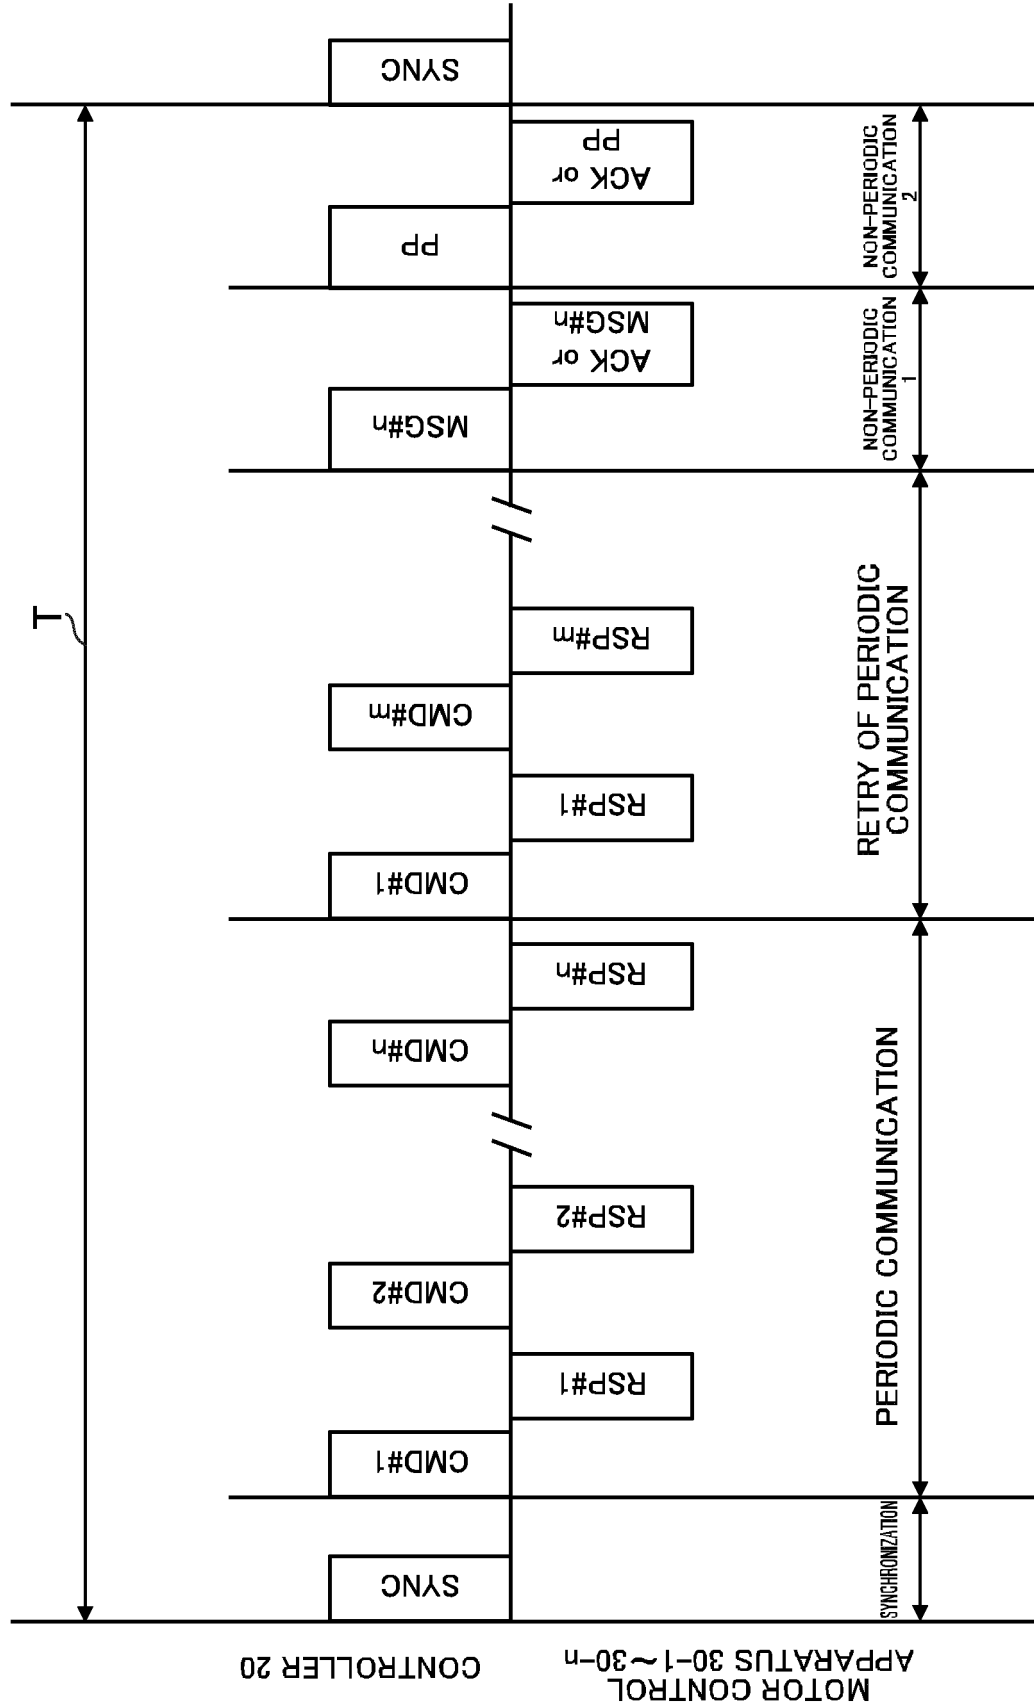 T
CONTROLLER 20
SYNC
CMD#1
CMD#2
CMD#n
CMD#1
CMD#m
MSG#n
PP
SYNC
MOTOR CONTROL
APPARATUS 30-1~30-n
RSP#1
RSP#2
RSP#n
RSP#1
RSP#m
ACK or
MSG#n
ACK or
PP
SYNCHRONIZATION
PERIODIC COMMUNICATION
RETRY OF PERIODIC
COMMUNICATION
NON-PERIODIC
COMMUNICATION
1
NON-PERIODIC
COMMUNICATION
2